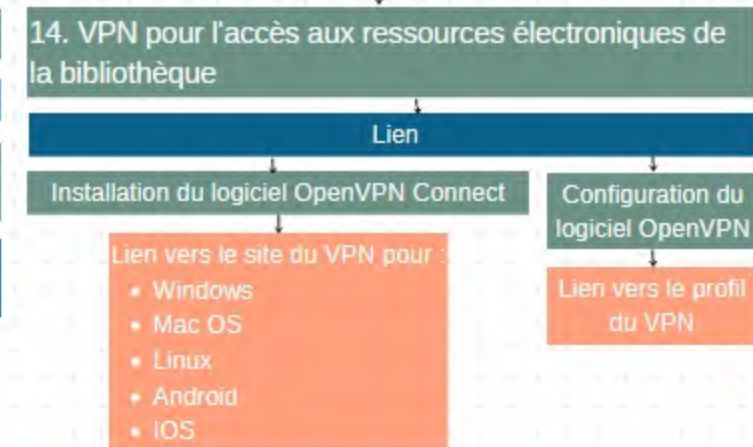 14. VPN pour l'accès aux ressources électroniques de
la bibliothèque
Lien
Installation du logiciel OpenVPN Connect
Lien vers le site du VPN pour :
• Windows
• Mac OS
• Linux
• Android
• IOS
Configuration du
logiciel OpenVPN
Lien vers le profil
du VPN